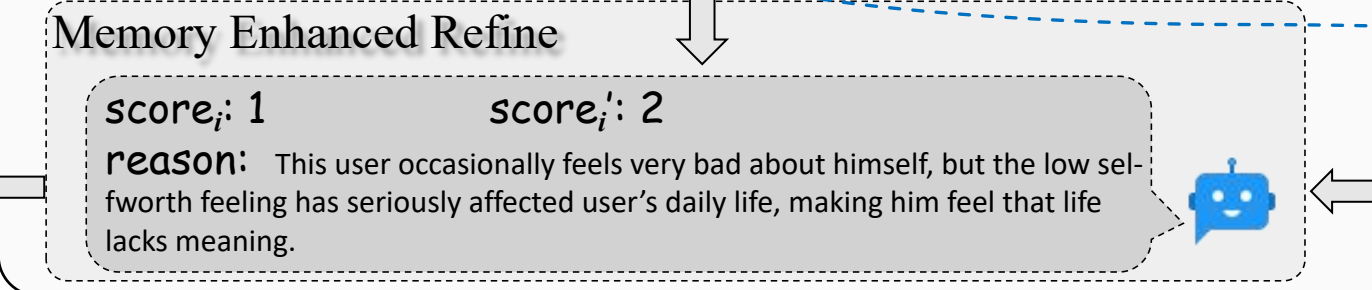 Memory Enhanced Refine
scoreᵢ: 1 scoreᵢ': 2
reason: This user occasionally feels very bad about himself, but the low sel-
fworth feeling has seriously affected user's daily life, making him feel that life
lacks meaning.